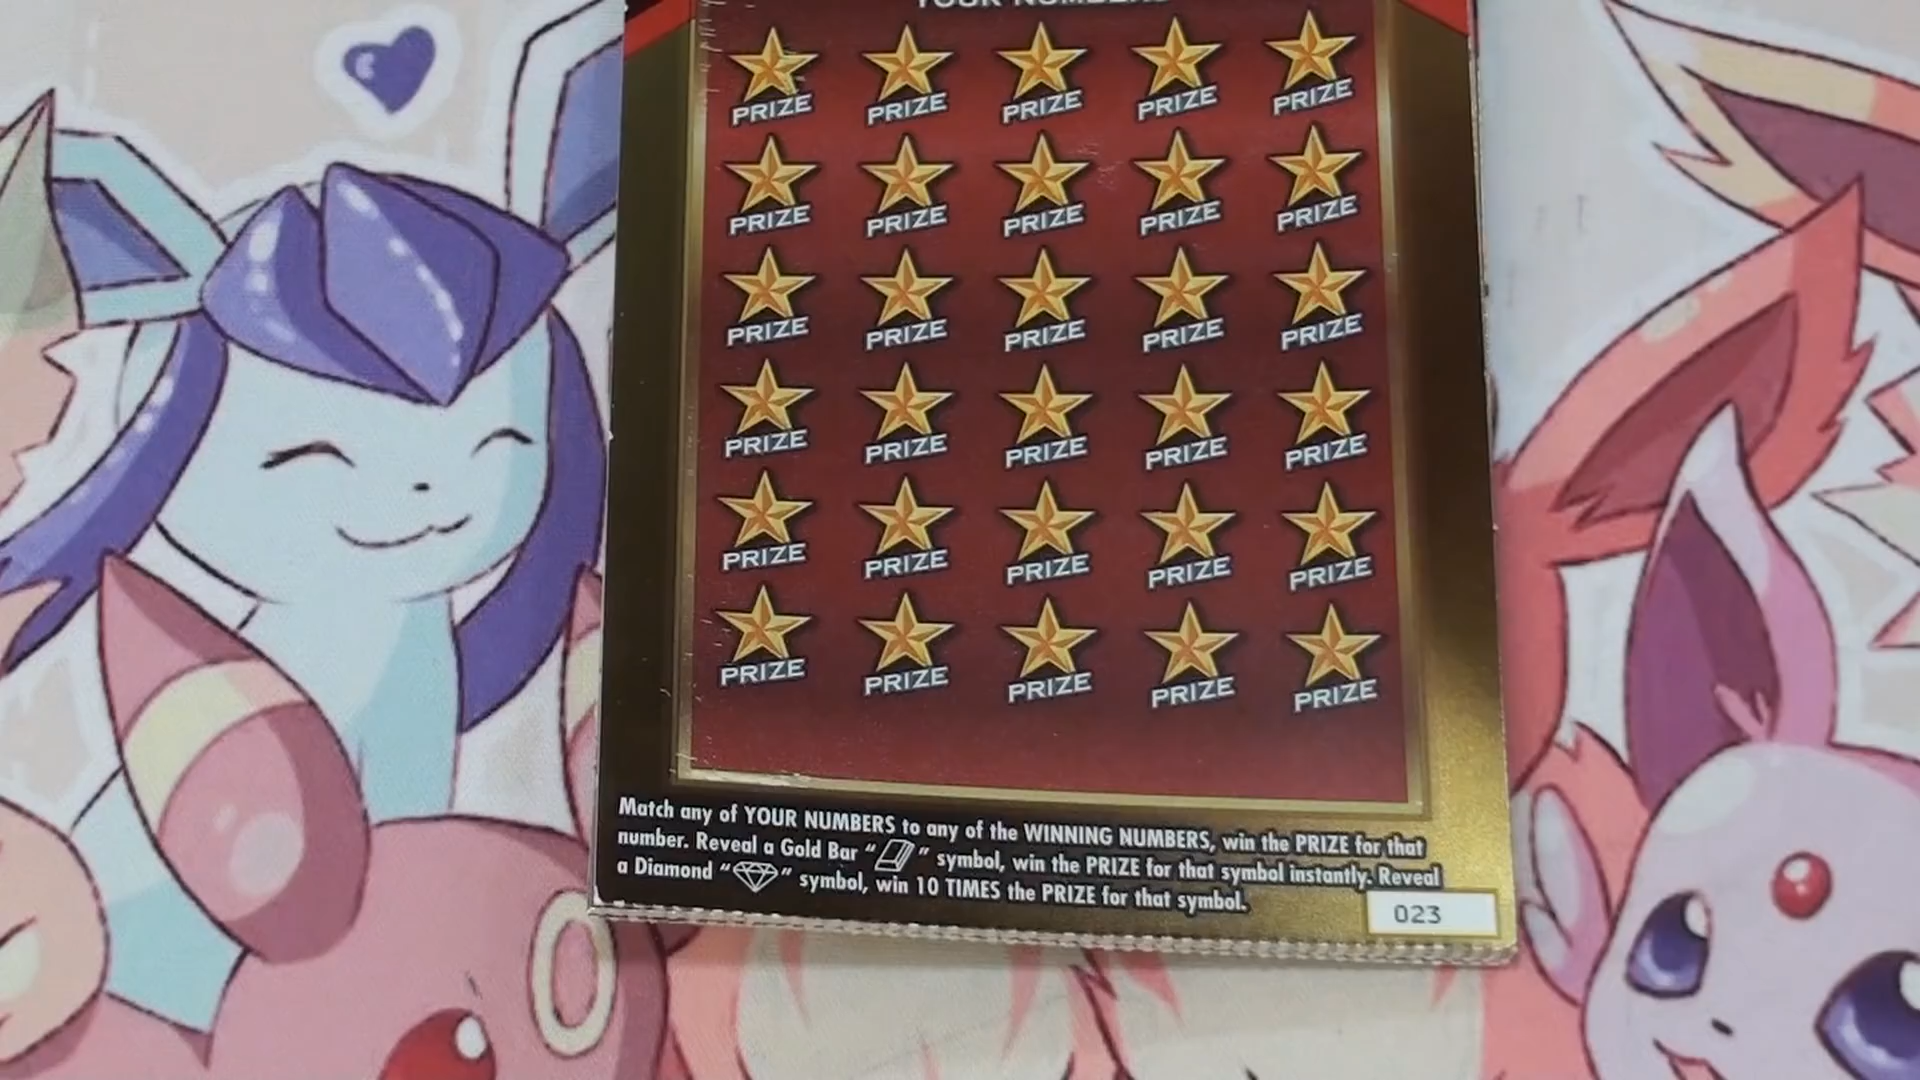 YOUR NUMBERS
PRIZE PRIZE PRIZE PRIZE PRIZE
PRIZE PRIZE PRIZE PRIZE PRIZE
PRIZE PRIZE PRIZE PRIZE PRIZE
PRIZE PRIZE PRIZE PRIZE PRIZE
PRIZE PRIZE PRIZE PRIZE PRIZE
PRIZE PRIZE PRIZE PRIZE PRIZE
Match any of YOUR NUMBERS to any of the WINNING NUMBERS, win the PRIZE for that
number. Reveal a Gold Bar “ ” symbol, win the PRIZE for that symbol instantly. Reveal
a Diamond “ ” symbol, win 10 TIMES the PRIZE for that symbol.
023